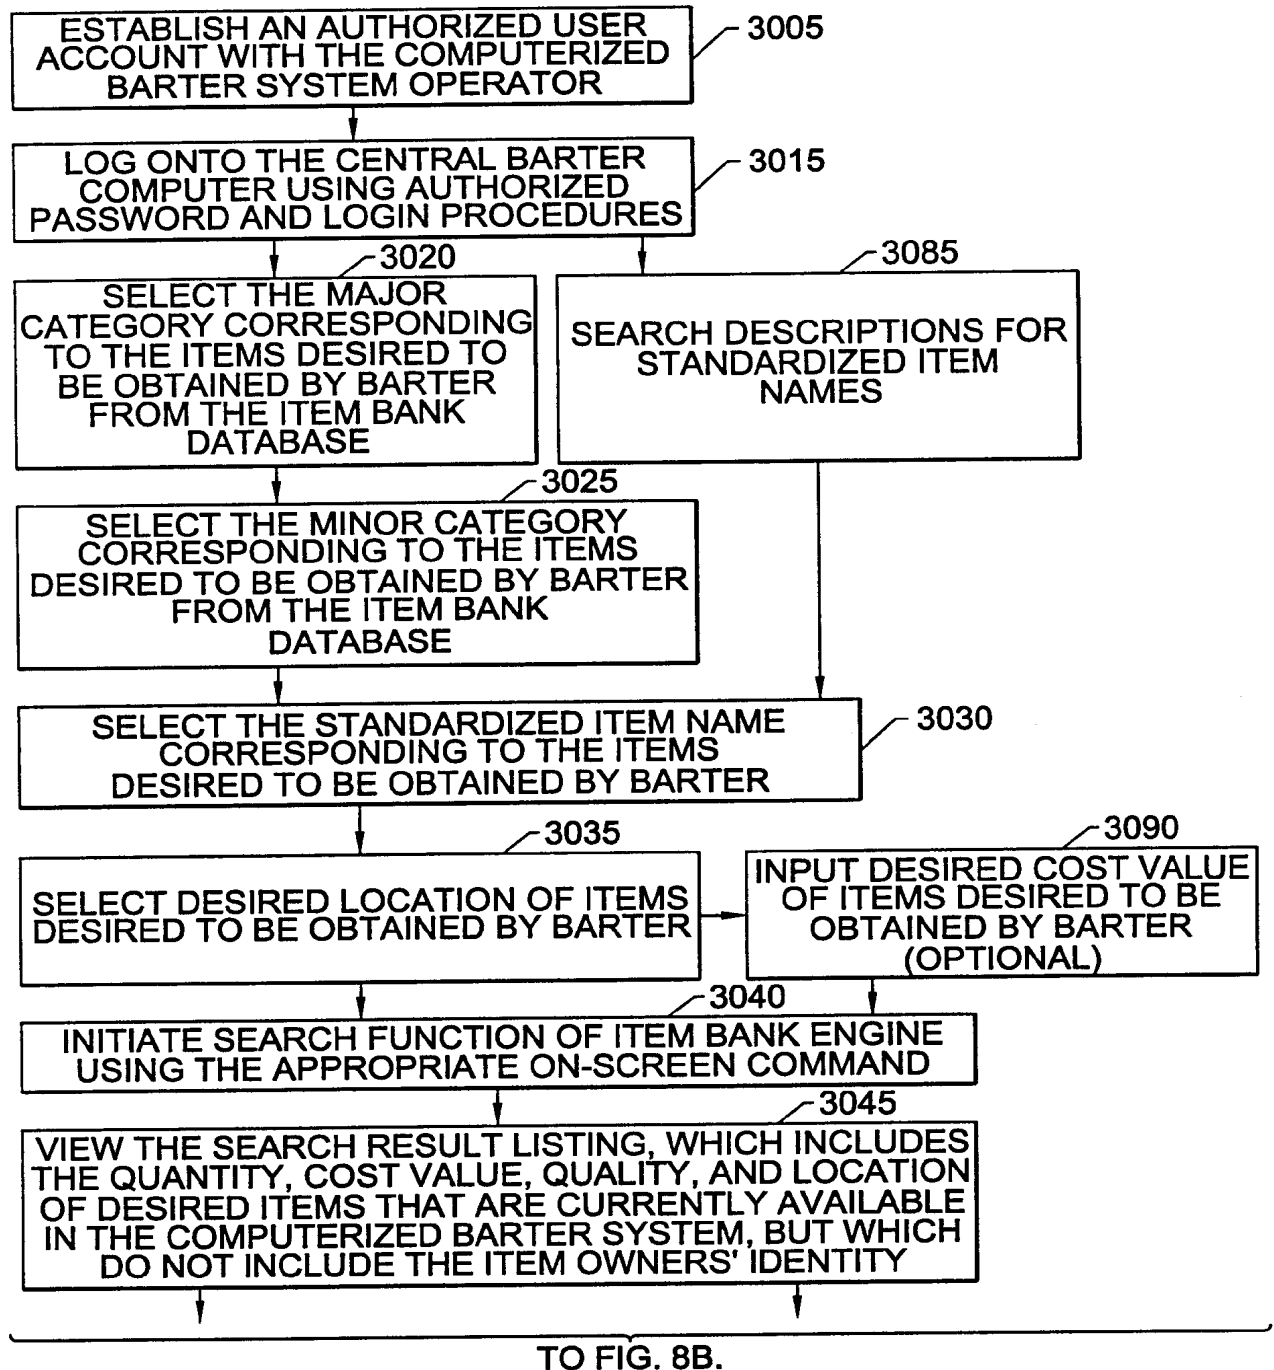 ESTABLISH AN AUTHORIZED USER
ACCOUNT WITH THE COMPUTERIZED
BARTER SYSTEM OPERATOR
3005
LOG ONTO THE CENTRAL BARTER
COMPUTER USING AUTHORIZED
PASSWORD AND LOGIN PROCEDURES
3015
3020
SELECT THE MAJOR
CATEGORY CORRESPONDING
TO THE ITEMS DESIRED TO
BE OBTAINED BY BARTER
FROM THE ITEM BANK
DATABASE
3085
SEARCH DESCRIPTIONS FOR
STANDARDIZED ITEM
NAMES
3025
SELECT THE MINOR CATEGORY
CORRESPONDING TO THE ITEMS
DESIRED TO BE OBTAINED BY BARTER
FROM THE ITEM BANK
DATABASE
SELECT THE STANDARDIZED ITEM NAME
CORRESPONDING TO THE ITEMS
DESIRED TO BE OBTAINED BY BARTER
3030
3035
SELECT DESIRED LOCATION OF ITEMS
DESIRED TO BE OBTAINED BY BARTER
3090
INPUT DESIRED COST VALUE
OF ITEMS DESIRED TO BE
OBTAINED BY BARTER
(OPTIONAL)
3040
INITIATE SEARCH FUNCTION OF ITEM BANK ENGINE
USING THE APPROPRIATE ON-SCREEN COMMAND
3045
VIEW THE SEARCH RESULT LISTING, WHICH INCLUDES
THE QUANTITY, COST VALUE, QUALITY, AND LOCATION
OF DESIRED ITEMS THAT ARE CURRENTLY AVAILABLE
IN THE COMPUTERIZED BARTER SYSTEM, BUT WHICH
DO NOT INCLUDE THE ITEM OWNERS' IDENTITY
TO FIG. 8B.